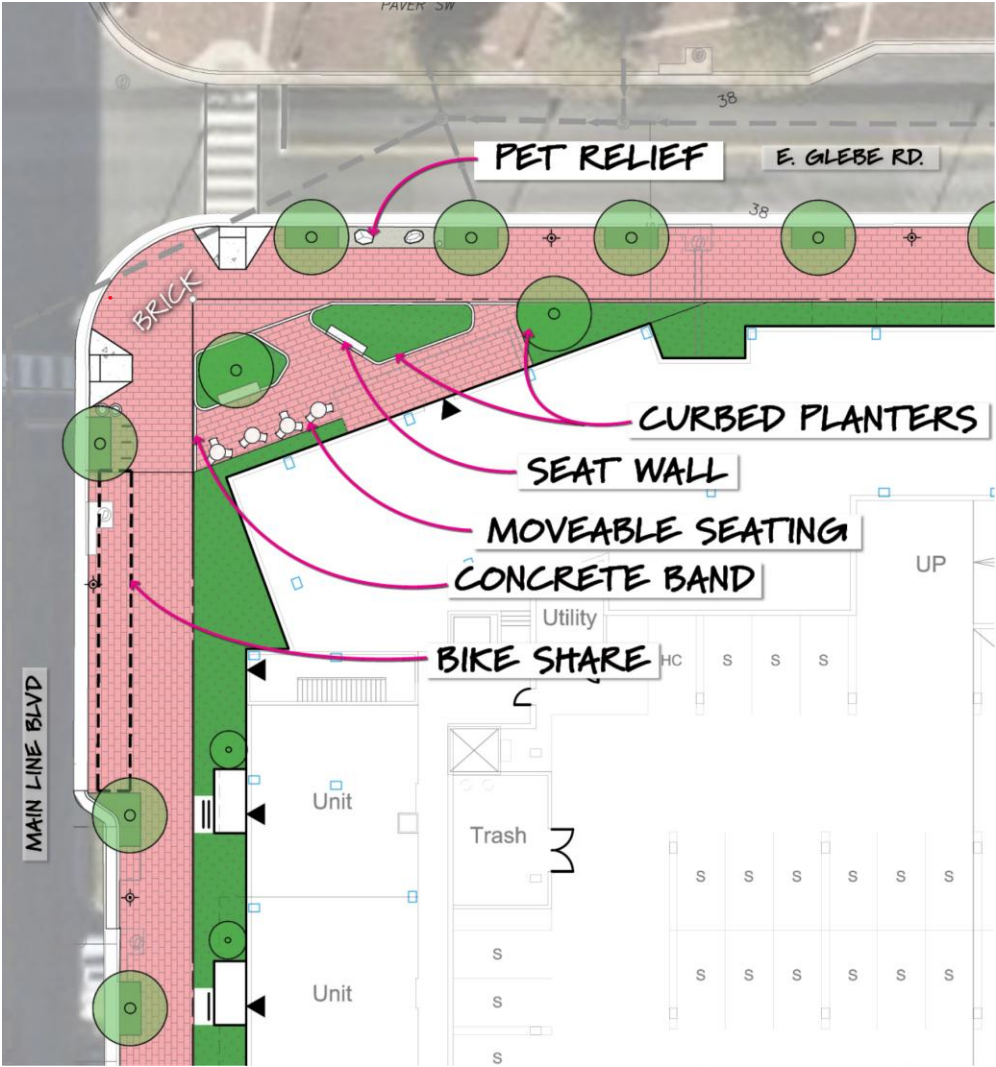 PAVER SW
38
PET RELIEF
E. GLEBE RD.
38
BRICK
CURBED PLANTERS
SEAT WALL
MOVEABLE SEATING
CONCRETE BAND
UP
Utility
BIKE SHARE
HC S S S
MAIN LINE BLVD
Unit
Trash
S S S S S S
S
S S S S S S
Unit
S
S